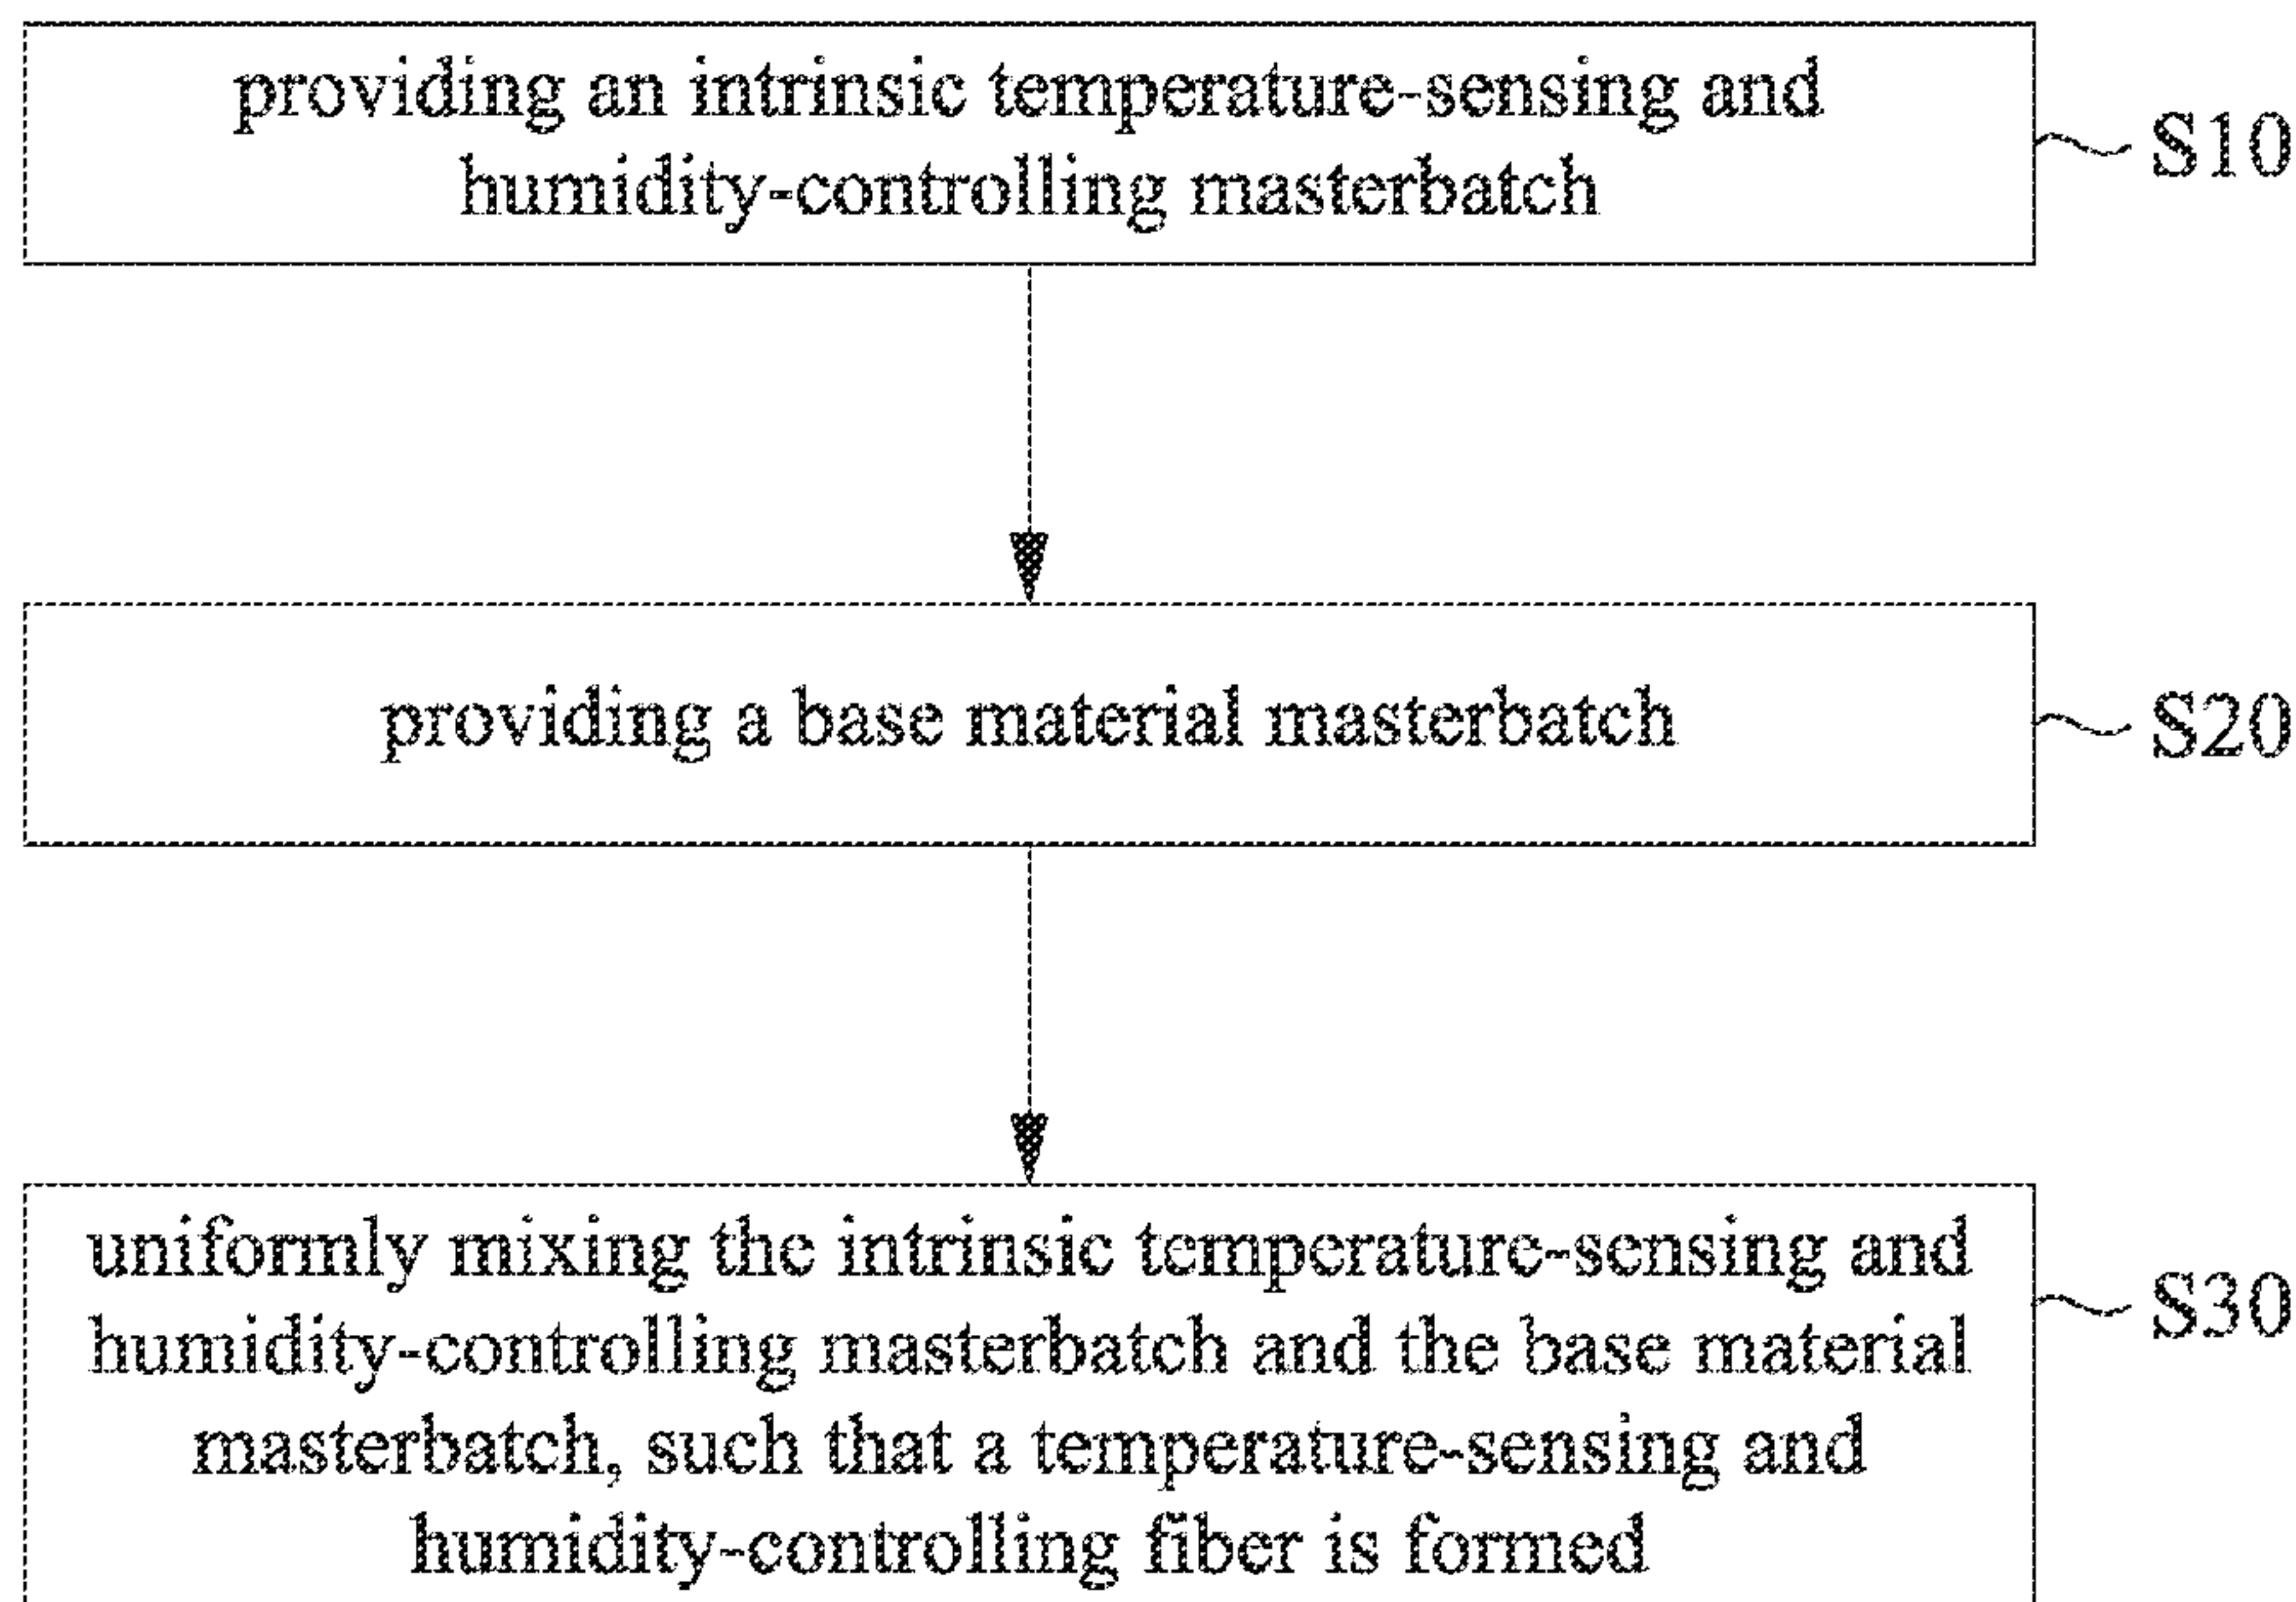 providing an intrinsic temperature-sensing and
humidity-controlling masterbatch
S10
providing a base material masterbatch
S20
uniformly mixing the intrinsic temperature-sensing and
humidity-controlling masterbatch and the base material
masterbatch, such that a temperature-sensing and
humidity-controlling fiber is formed
S30